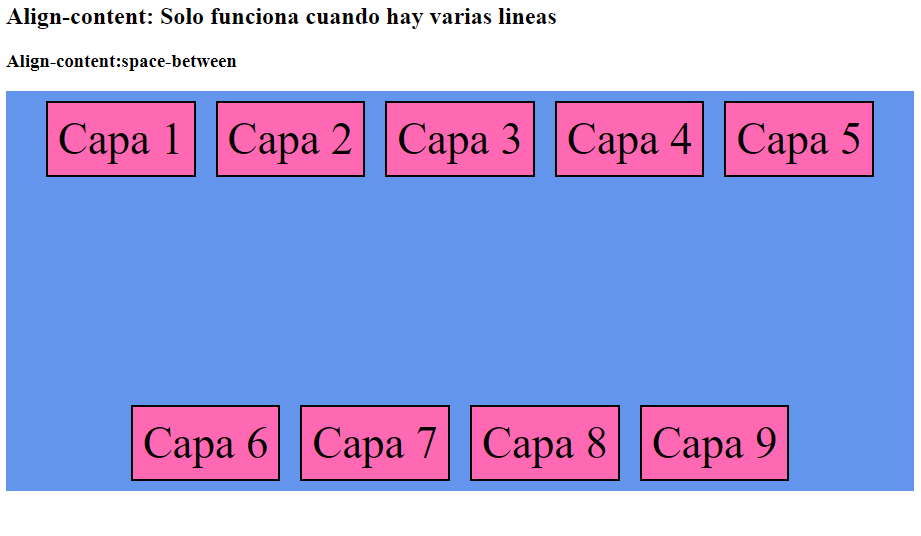 Align-content: Solo funciona cuando hay varias lineas
Align-content:space-between
Capa 1 Capa 2 Capa 3 Capa 4 Capa 5
Capa 6 Capa 7 Capa 8 Capa 9